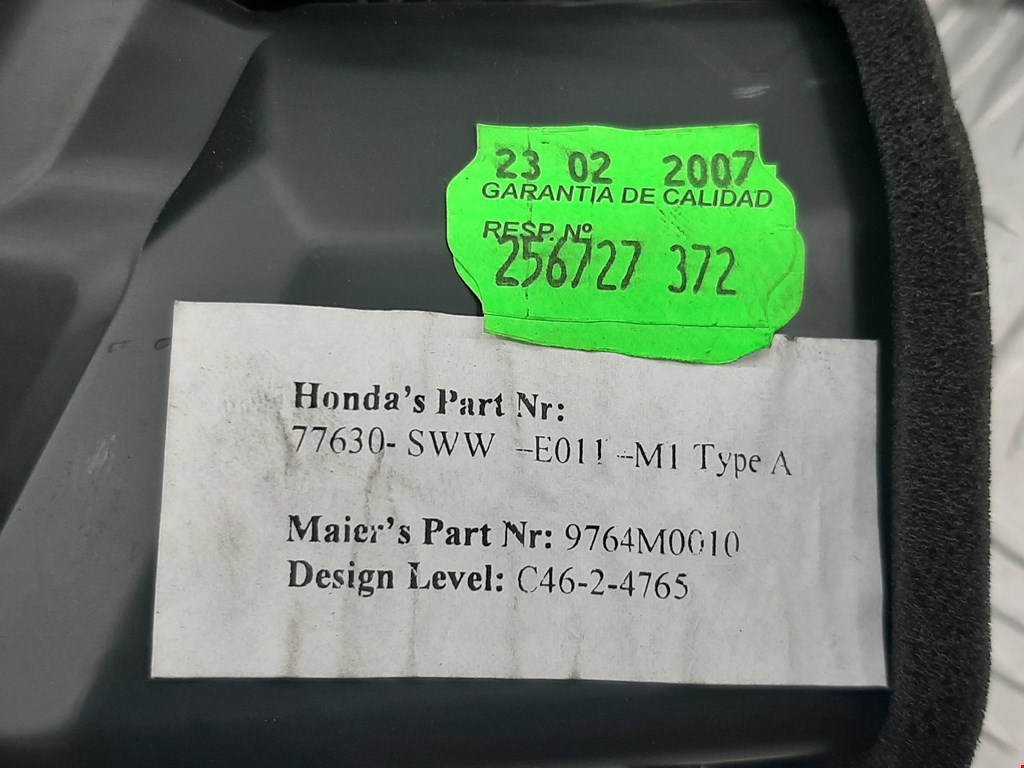 23 02 2007
GARANTIA DE CALIDAD
RESP. Nº
256727 372
Honda's Part Nr:
77630- SWW –E011 –M1 Type A
Maier's Part Nr: 9764M0010
Design Level: C46-2-4765